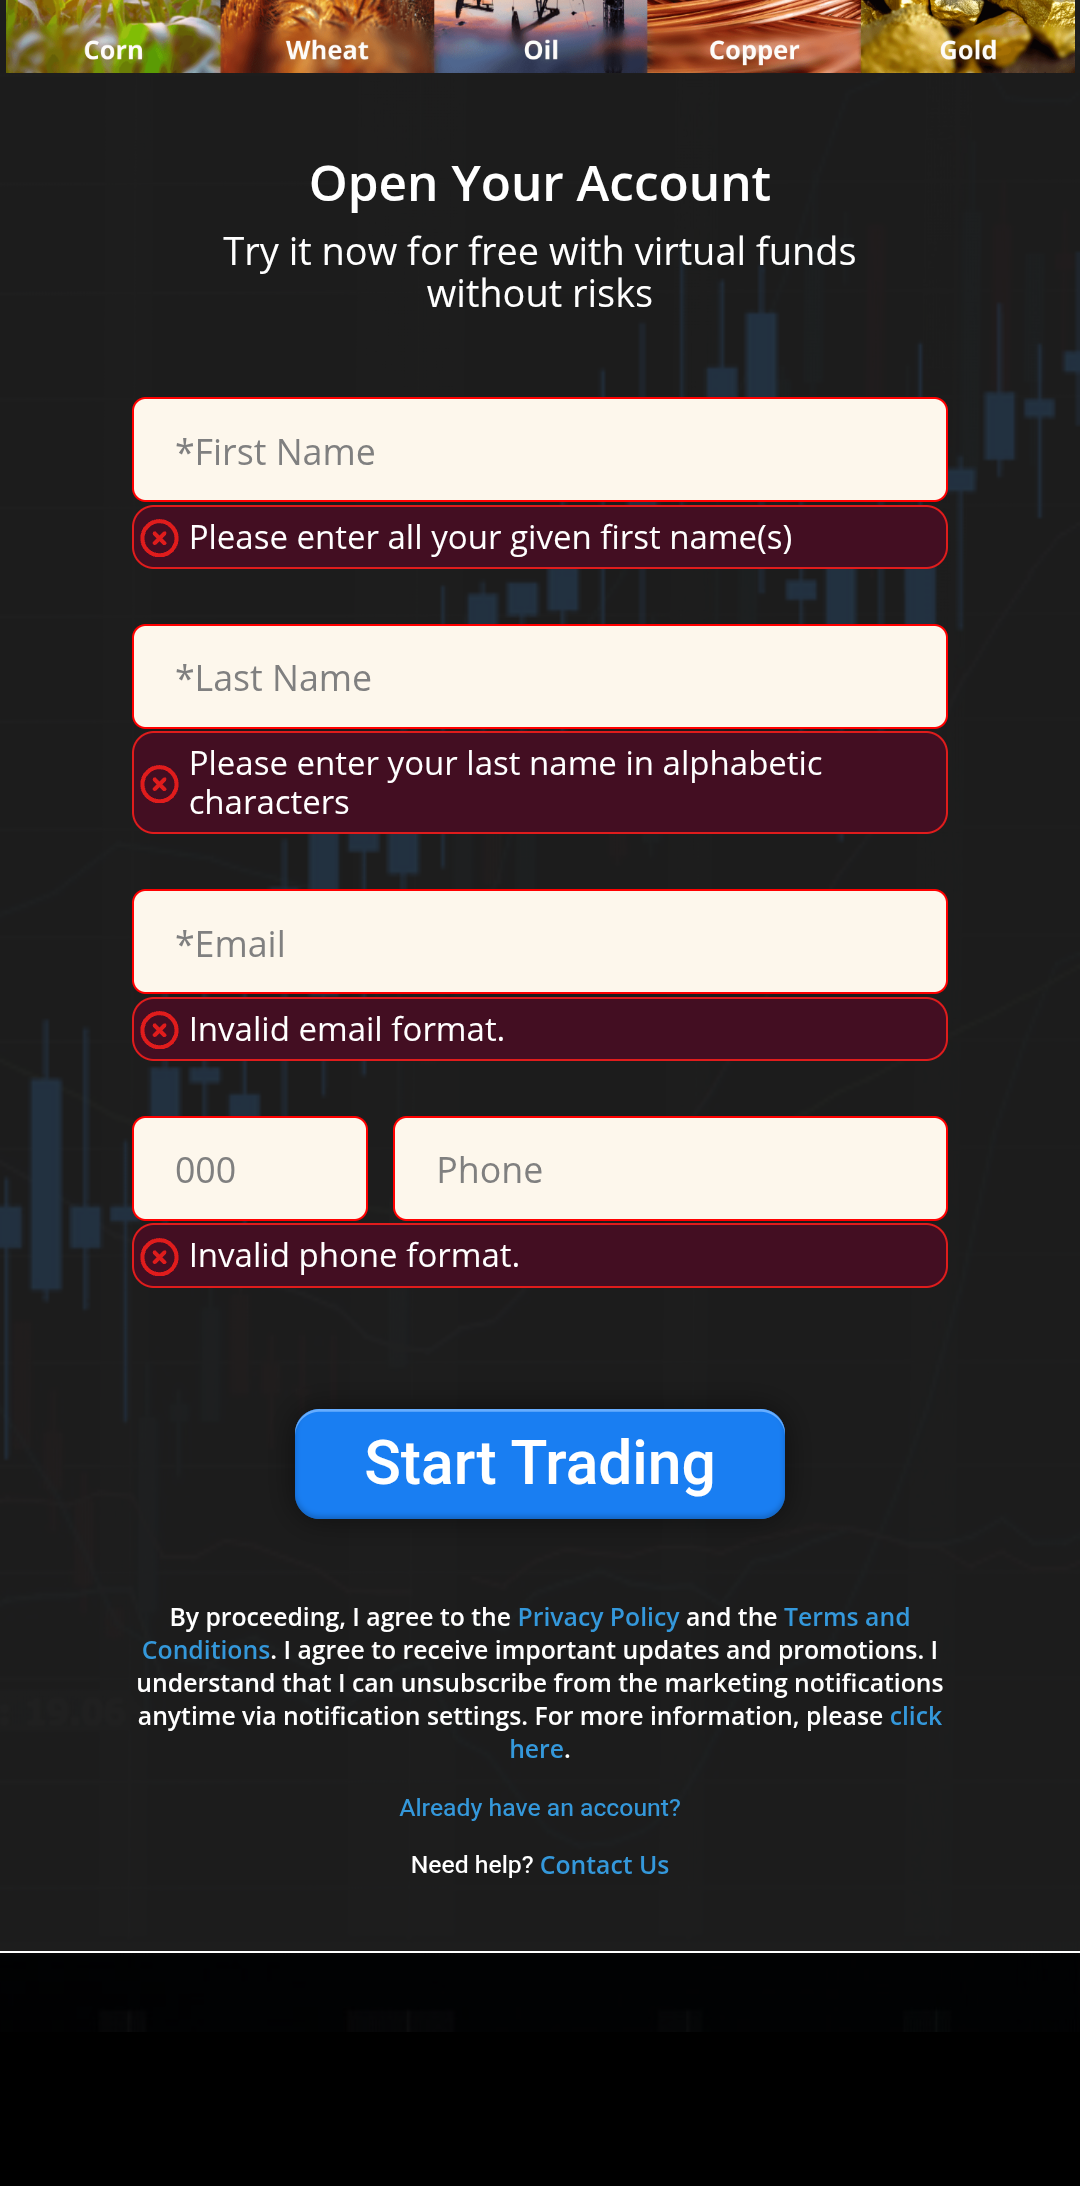 Corn Wheat Oil Copper Gold
Open Your Account
Try it now for free with virtual funds
without risks
*First Name
Please enter all your given first name(s)
*Last Name
Please enter your last name in alphabetic
characters
*Email
Invalid email format.
000 Phone
Invalid phone format.
Start Trading
By proceeding, I agree to the Privacy Policy and the Terms and
Conditions. I agree to receive important updates and promotions. I
understand that I can unsubscribe from the marketing notifications
anytime via notification settings. For more information, please click
here.
Already have an account?
Need help? Contact Us